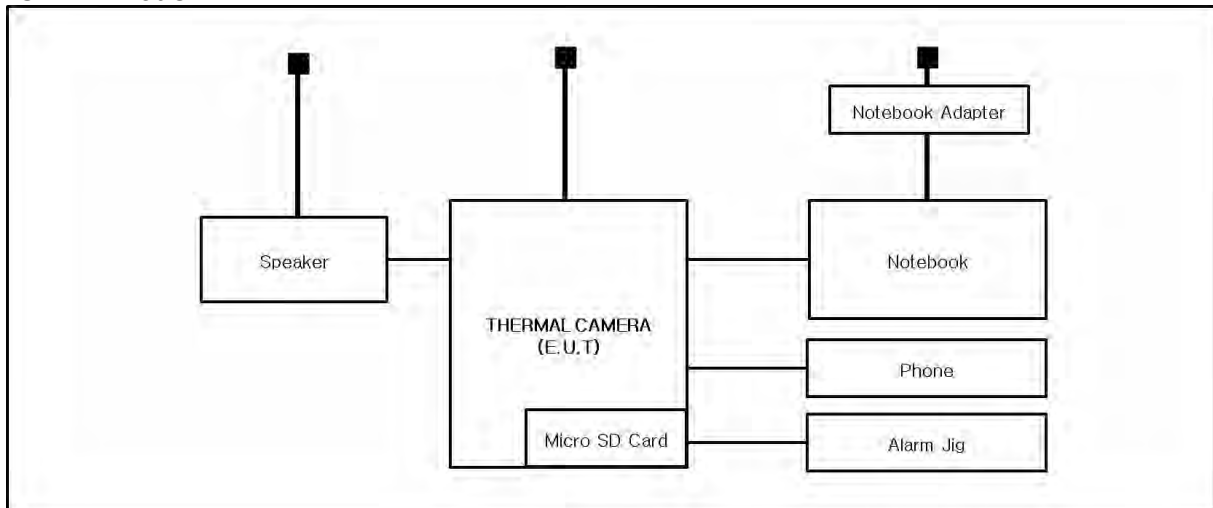 Notebook Adapter
Speaker
Notebook
THERMAL CAMERA
(E.U.T)
Phone
Micro SD Card
Alarm Jig